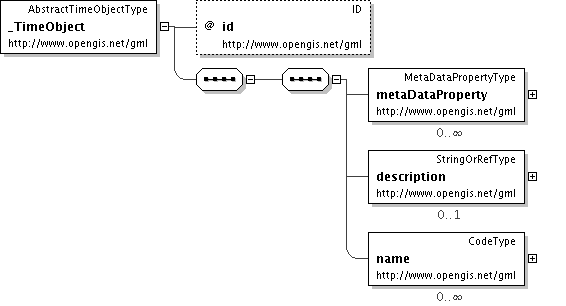 AbstractTimeObjectType
_TimeObject
http://www.opengis.net/gml
ID
@ id
http://www.opengis.net/gml
MetaDataPropertyType
metaDataProperty
http://www.opengis.net/gml
0..∞
StringOrRefType
description
http://www.opengis.net/gml
0..1
CodeType
name
http://www.opengis.net/gml
0..∞